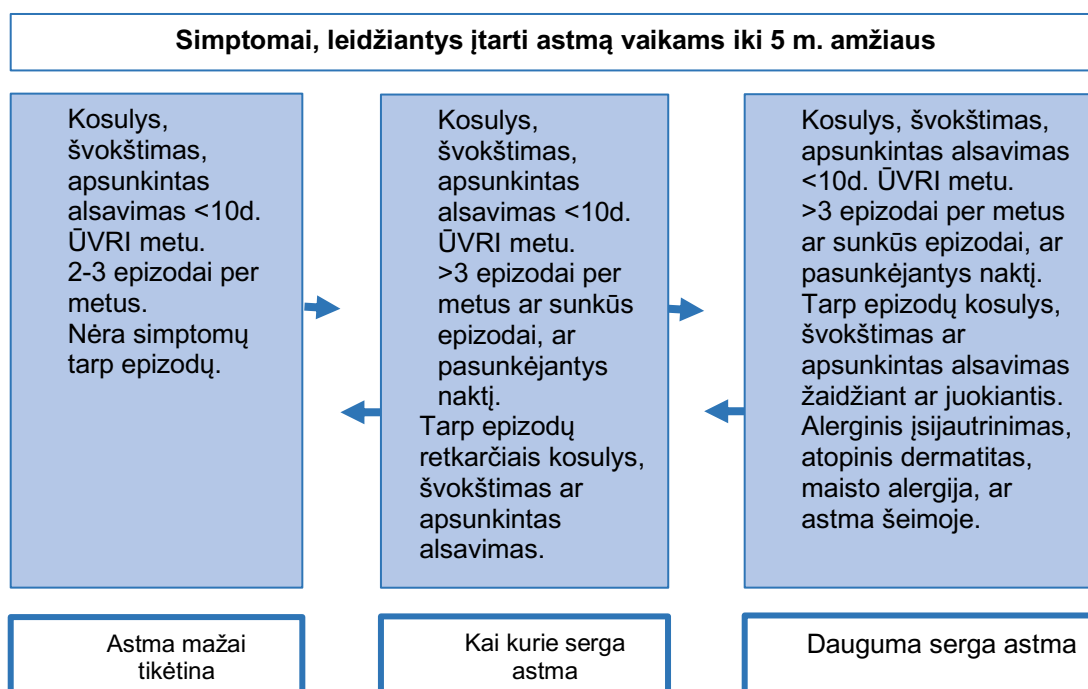 Simptomai, leidžiantys įtarti astmą vaikams iki 5 m. amžiaus
Kosulys,
švokštimas,
apsunkintas
alsavimas <10d.
ŪVRI metu.
2-3 epizodai per
metus.
Nėra simptomų
tarp epizodų.
Kosulys,
švokštimas,
apsunkintas
alsavimas <10d.
ŪVRI metu.
>3 epizodai per
metus ar sunkūs
epizodai, ar
pasunkėjantys
naktį.
Tarp epizodų
retkarčiais kosulys,
švokštimas ar
apsunkintas
alsavimas.
Kosulys, švokštimas,
apsunkintas alsavimas
<10d. ŪVRI metu.
>3 epizodai per metus
ar sunkūs epizodai, ar
pasunkėjantys naktį.
Tarp epizodų kosulys,
švokštimas ar
apsunkintas alsavimas
žaidžiant ar juokiantis.
Alerginis įsijautrinimas,
atopinis dermatitas,
maisto alergija, ar
astma šeimoje.
Astma mažai
tikėtina
Kai kurie serga
astma
Dauguma serga astma